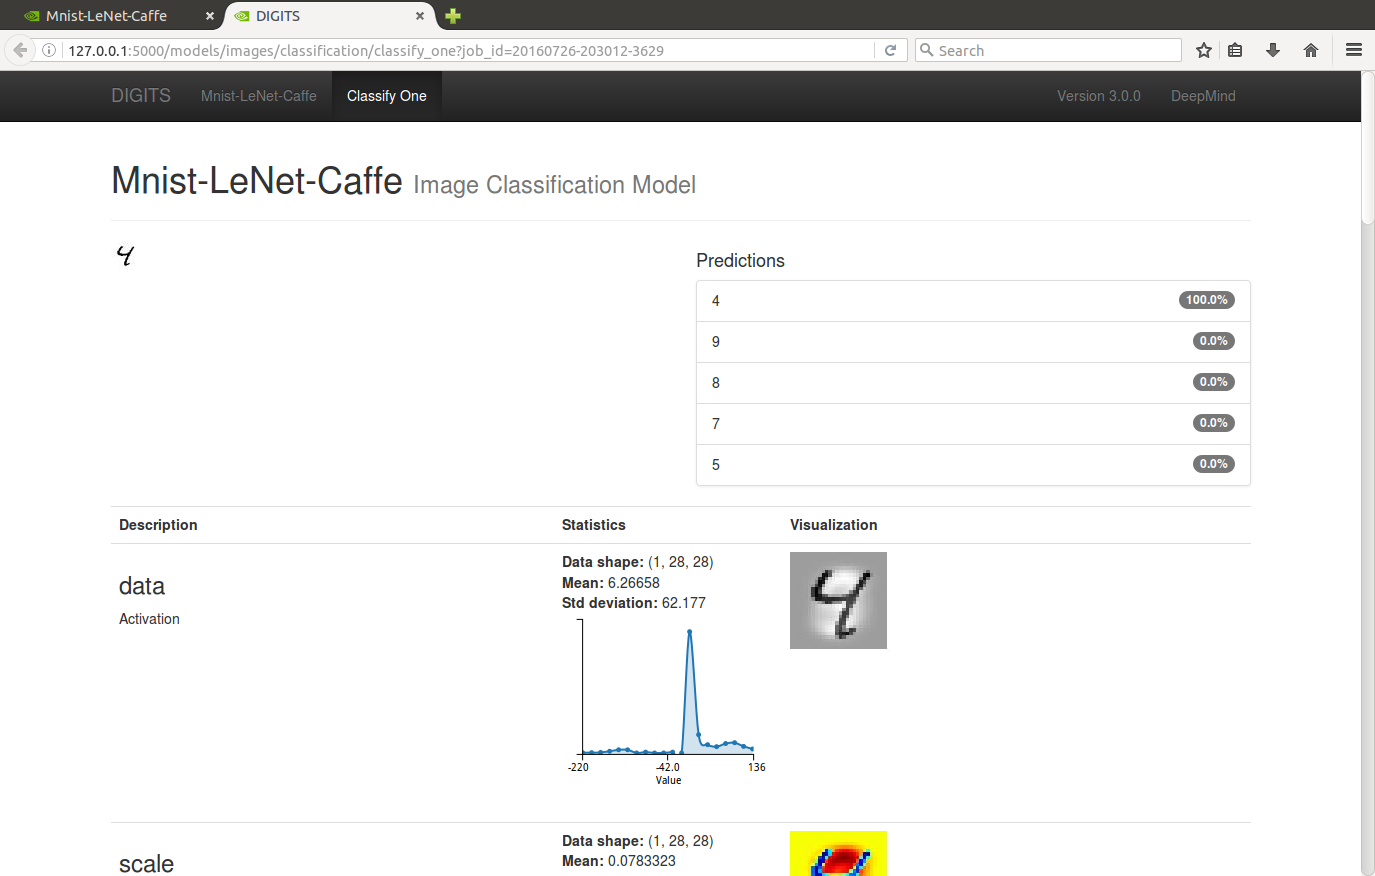 Mnist-LeNet-Caffe
DIGITS
127.0.0.1:5000/models/images/classification/classify_one?job_id=20160726-203012-3629
Search
DIGITS Mnist-LeNet-Caffe Classify One Version 3.0.0 DeepMind
Mnist-LeNet-Caffe Image Classification Model
4
Predictions
4 100.0%
9 0.0%
8 0.0%
7 0.0%
5 0.0%
Description Statistics Visualization
data
Activation
Data shape: (1, 28, 28)
Mean: 6.26658
Std deviation: 62.177
-220 -42.0 136
Value
4
scale
Data shape: (1, 28, 28)
Mean: 0.0783323